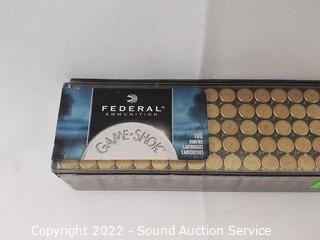 FEDERAL
AMMUNITION
GAME-SHOK
100
RIMFIRE
CARTRIDGES
CARTOUCHES
Copyright 2022 - Sound Auction Service